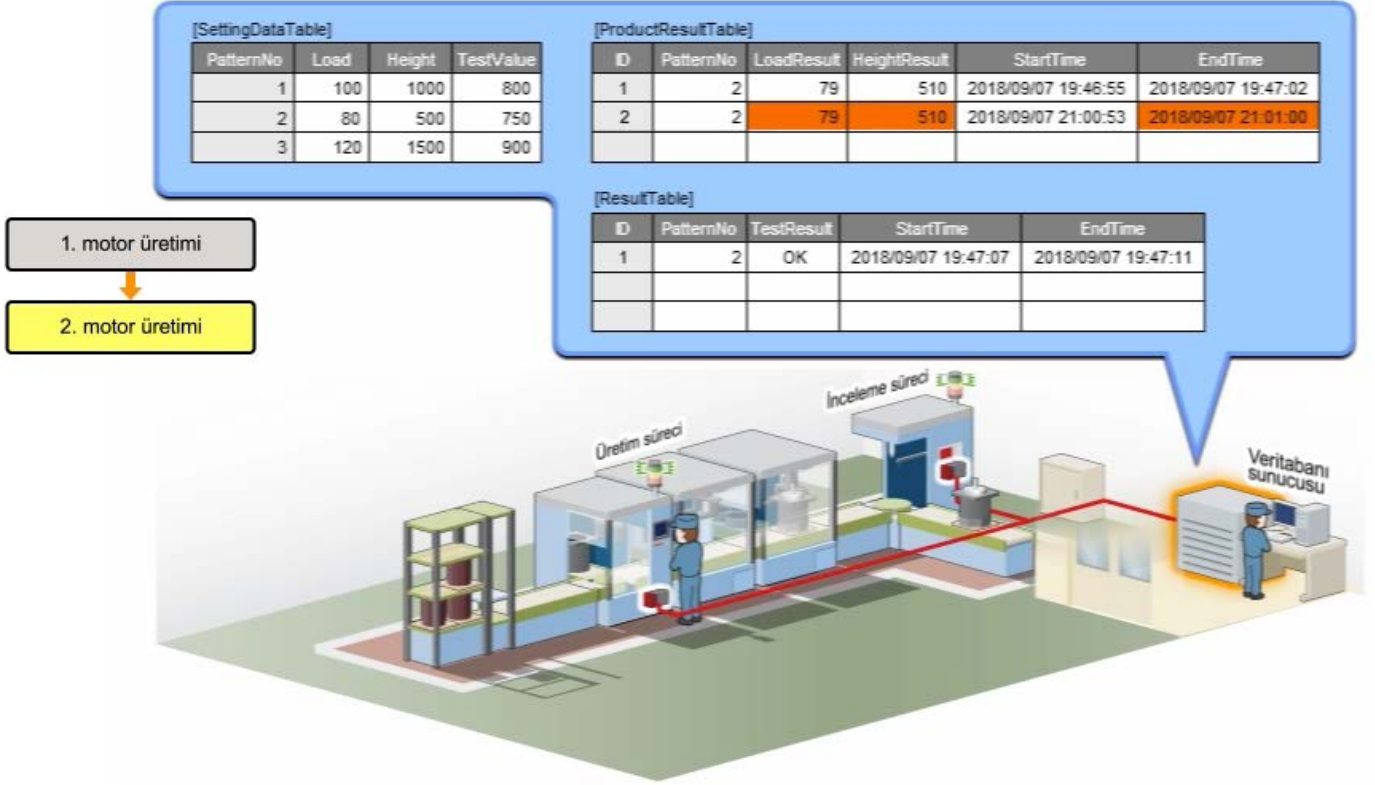 [SettingDataTable]
PatternNo Load Height TestValue
1 100 1000 800
2 80 500 750
3 120 1500 900
[ProductResultTable]
ID PatternNo LoadResult HeightResult StartTime EndTime
1 2 79 510 2018/09/07 19:46:55 2018/09/07 19:47:02
2 2 79 510 2018/09/07 21:00:53 2018/09/07 21:01:00
[ResultTable]
ID PatternNo TestResult StartTime EndTime
1 2 OK 2018/09/07 19:47:07 2018/09/07 19:47:11
1. motor üretimi
2. motor üretimi
İnceleme süreci
Üretim süreci
Veritabanı
sunucusu